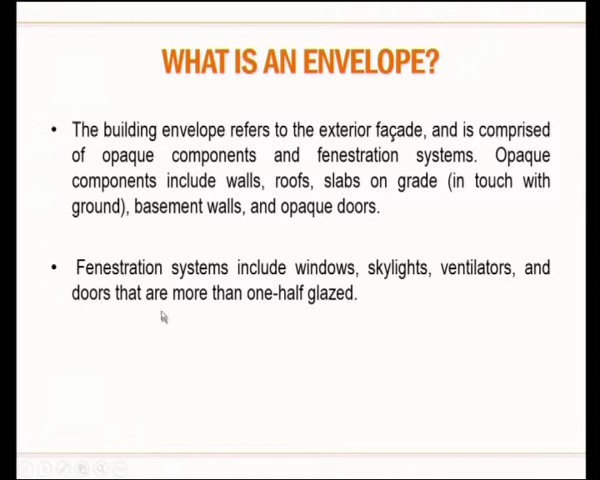 WHAT IS AN ENVELOPE?
• The building envelope refers to the exterior façade, and is comprised
of opaque components and fenestration systems. Opaque
components include walls, roofs, slabs on grade (in touch with
ground), basement walls, and opaque doors.
• Fenestration systems include windows, skylights, ventilators, and
doors that are more than one-half glazed.